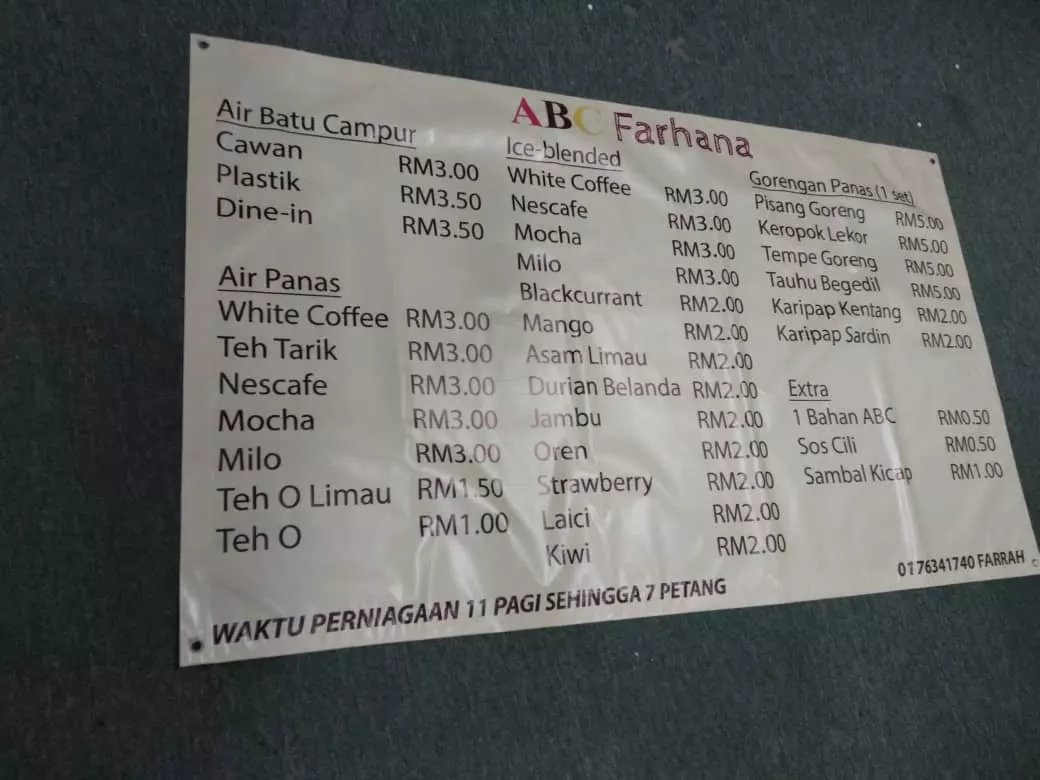 ABC Farhana
Air Batu Campur
Cawan RM3.00
Plastik RM3.50
Dine-in RM3.50
Air Panas
White Coffee RM3.00
Teh Tarik RM3.00
Nescafe RM3.00
Mocha RM3.00
Milo RM3.00
Teh O Limau RM1.50
Teh O RM1.00
Ice-blended
White Coffee RM3.00
Nescafe RM3.00
Mocha RM3.00
Milo RM3.00
Blackcurrant RM2.00
Mango RM2.00
Asam Limau RM2.00
Durian Belanda RM2.00
Jambu RM2.00
Oren RM2.00
Strawberry RM2.00
Laici RM2.00
Kiwi RM2.00
Gorengan Panas (1 set)
Pisang Goreng RM5.00
Keropok Lekor RM5.00
Tempe Goreng RM5.00
Tauhu Begedil RM5.00
Karipap Kentang RM2.00
Karipap Sardin RM2.00
Extra
1 Bahan ABC RM0.50
Sos Cili RM0.50
Sambal Kicap RM1.00
WAKTU PERNIAGAAN 11 PAGI SEHINGGA 7 PETANG
0176341740 FARRAH